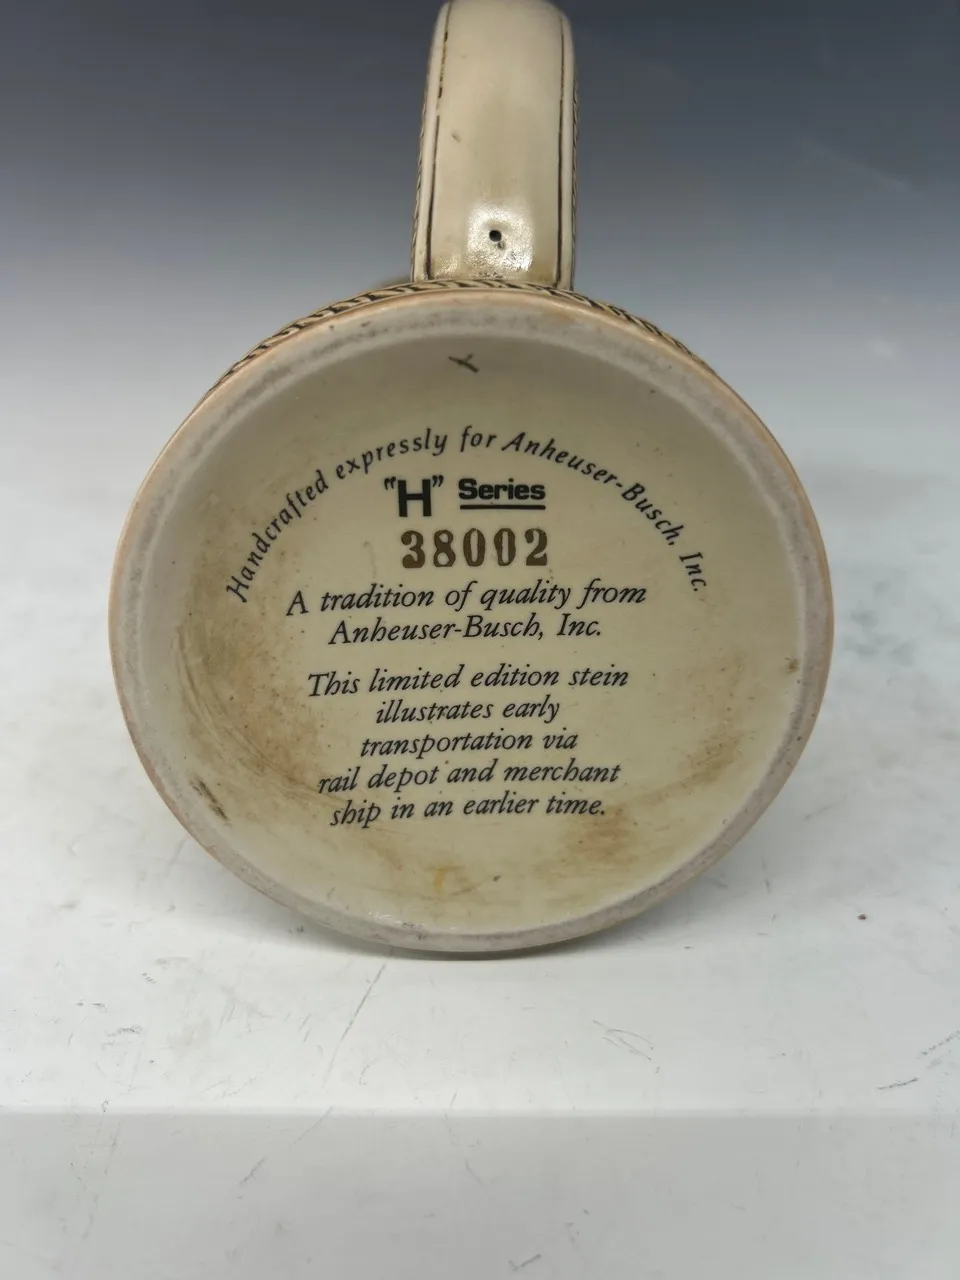 Handcrafted expressly for Anheuser-Busch, Inc.
"H" Series
38002
A tradition of quality from
Anheuser-Busch, Inc.
This limited edition stein
illustrates early
transportation via
rail depot and merchant
ship in an earlier time.